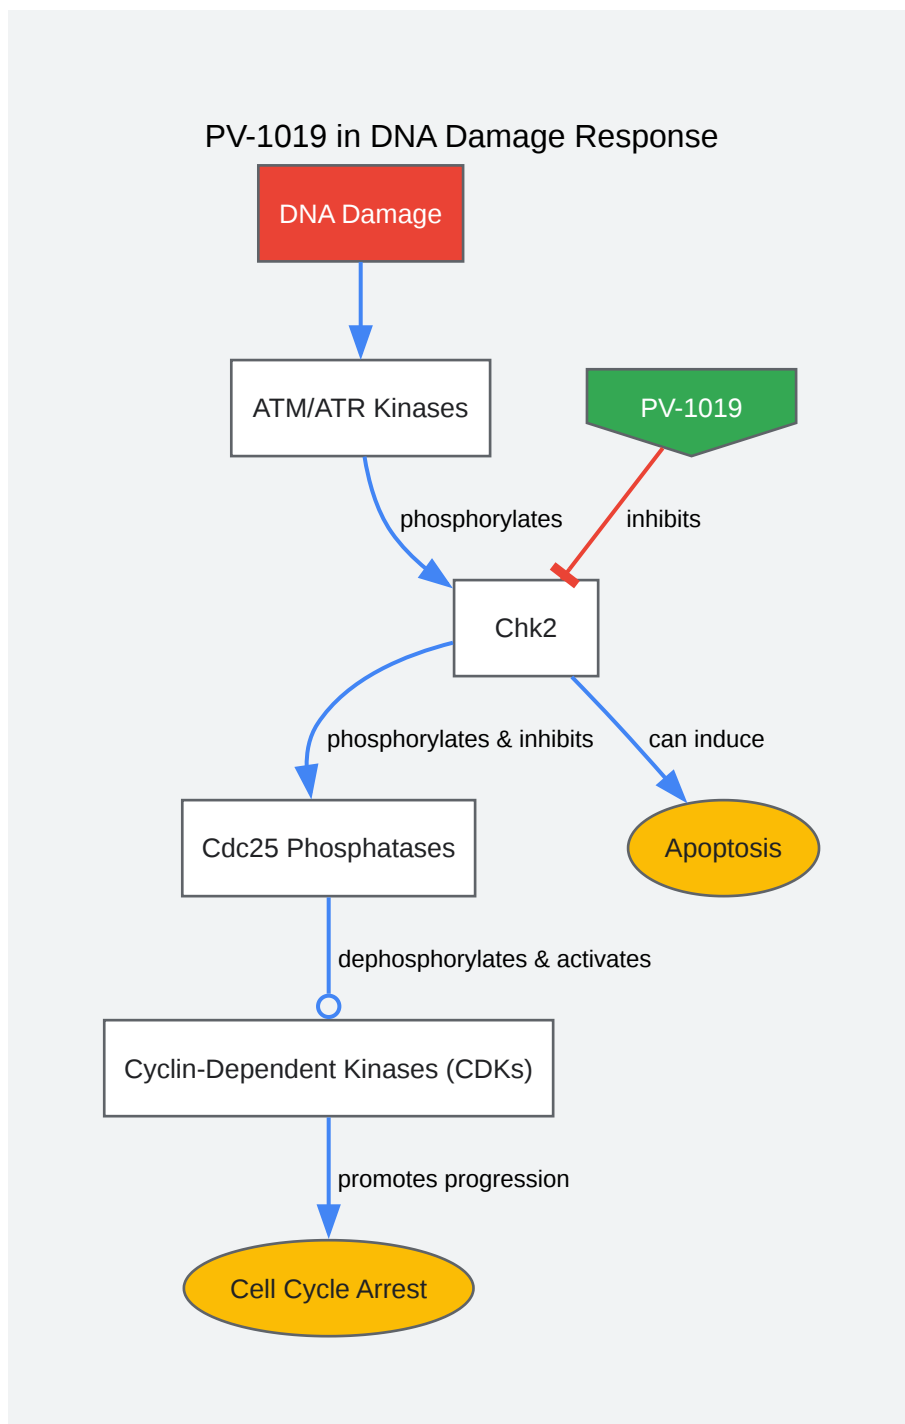 PV-1019 in DNA Damage Response
DNA Damage
ATM/ATR Kinases
PV-1019
phosphorylates
inhibits
Chk2
phosphorylates & inhibits
can induce
Cdc25 Phosphatases
Apoptosis
dephosphorylates & activates
Cyclin-Dependent Kinases (CDKs)
promotes progression
Cell Cycle Arrest